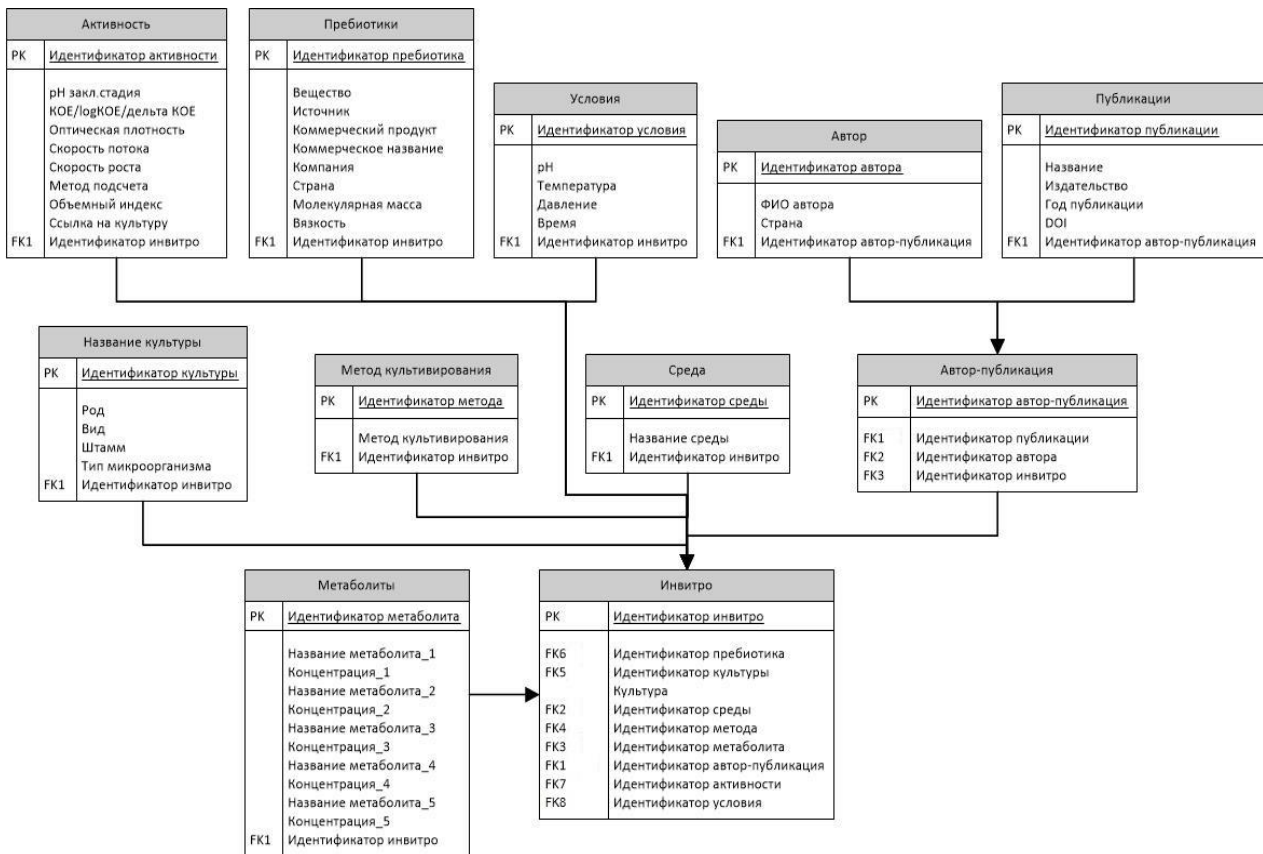 Активность
PK Идентификатор активности
pH закл.стадия
КОЕ/logКОЕ/дельта КОЕ
Оптическая плотность
Скорость потока
Скорость роста
Метод подсчета
Объемный индекс
Ссылка на культуру
FK1 Идентификатор инвитро
Пребиотики
PK Идентификатор пребиотика
Вещество
Источник
Коммерческий продукт
Коммерческое название
Компания
Страна
Молекулярная масса
Вязкость
FK1 Идентификатор инвитро
Условия
PK Идентификатор условия
pH
Температура
Давление
Время
FK1 Идентификатор инвитро
Автор
PK Идентификатор автора
ФИО автора
Страна
FK1 Идентификатор автор-публикация
Публикации
PK Идентификатор публикации
Название
Издательство
Год публикации
DOI
FK1 Идентификатор автор-публикация
Название культуры
PK Идентификатор культуры
Род
Вид
Штамм
Тип микроорганизма
FK1 Идентификатор инвитро
Метод культивирования
PK Идентификатор метода
Метод культивирования
FK1 Идентификатор инвитро
Среда
PK Идентификатор среды
Название среды
FK1 Идентификатор инвитро
Автор-публикация
PK Идентификатор автор-публикация
FK1 Идентификатор публикации
FK2 Идентификатор автора
FK3 Идентификатор инвитро
Метаболиты
PK Идентификатор метаболита
Название метаболита_1
Концентрация_1
Название метаболита_2
Концентрация_2
Название метаболита_3
Концентрация_3
Название метаболита_4
Концентрация_4
Название метаболита_5
Концентрация_5
FK1 Идентификатор инвитро
Инвитро
PK Идентификатор инвитро
FK6 Идентификатор пребиотика
FK5 Идентификатор культуры
Культура
FK2 Идентификатор среды
FK4 Идентификатор метода
FK3 Идентификатор метаболита
FK1 Идентификатор автор-публикация
FK7 Идентификатор активности
FK8 Идентификатор условия